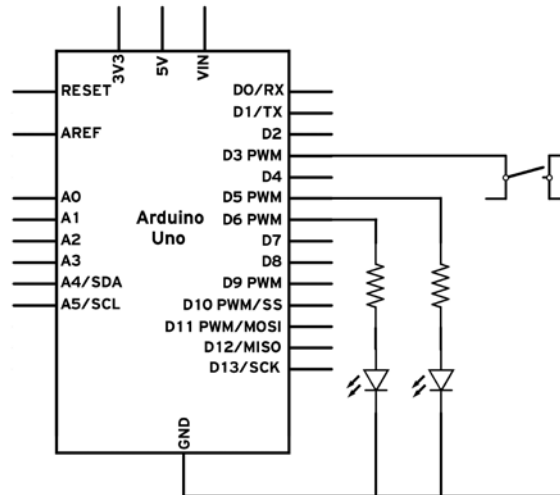 3V3
5V
VIN
RESET
AREF
A0
A1
A2
A3
A4/SDA
A5/SCL
Arduino
Uno
D0/RX
D1/TX
D2
D3 PWM
D4
D5 PWM
D6 PWM
D7
D8
D9 PWM
D10 PWM/SS
D11 PWM/MOSI
D12/MISO
D13/SCK
GND